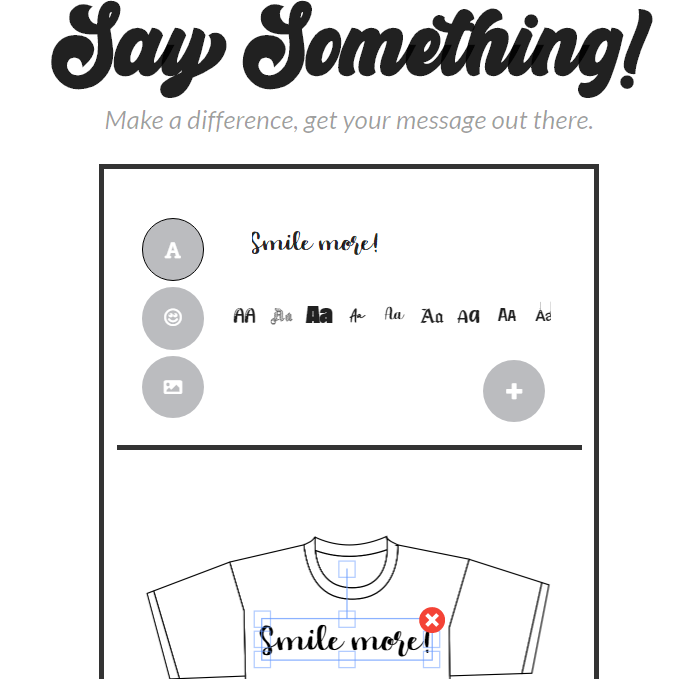 Say Something!
Make a difference, get your message out there.
A
Smile more!
AA Aa Aa Aa Aa Aa Aa AA Aa
Smile more!